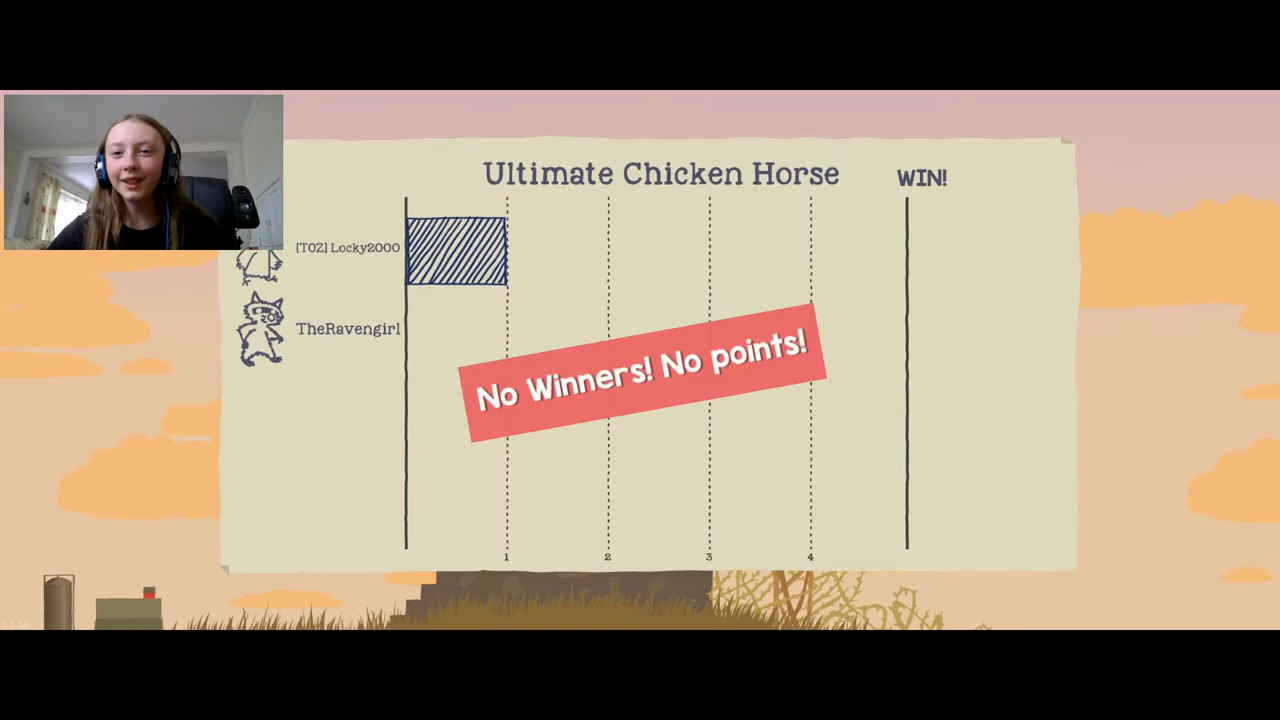 Ultimate Chicken Horse
WIN!
[TOZ] Locky2000
TheRavengirl
No Winners! No points!
1 2 3 4